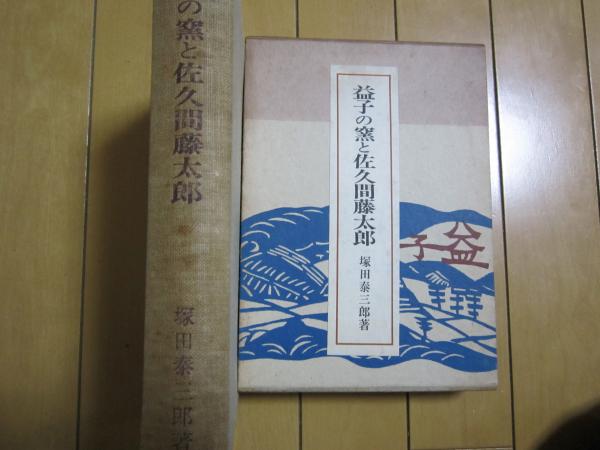 の窯と佐久間藤太郎
塚田泰三郎著
益子の窯と佐久間藤太郎
塚田泰三郎著
益子